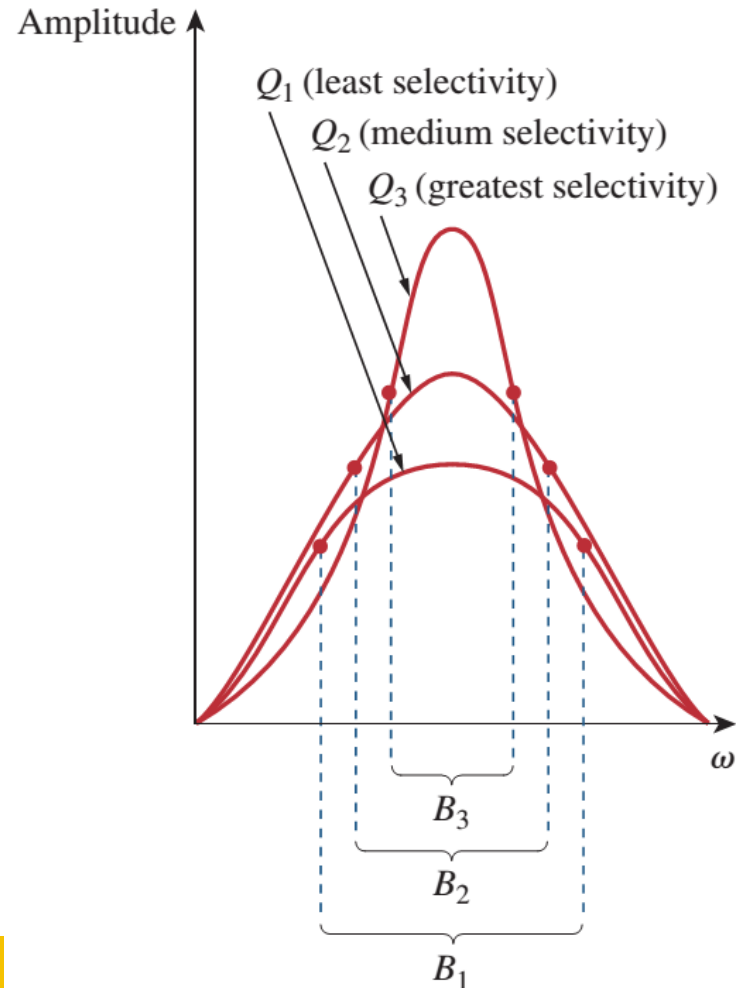 Amplitude
Q₁ (least selectivity)
Q₂ (medium selectivity)
Q₃ (greatest selectivity)
ω
B₃
B₂
B₁